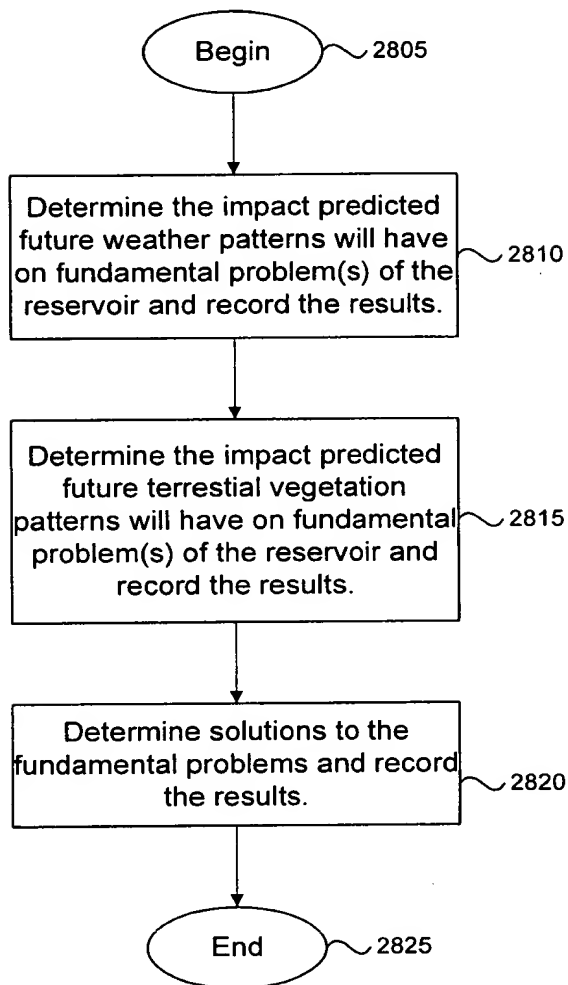 Begin
2805
Determine the impact predicted
future weather patterns will have
on fundamental problem(s) of the
reservoir and record the results.
2810
Determine the impact predicted
future terrestial vegetation
patterns will have on fundamental
problem(s) of the reservoir and
record the results.
2815
Determine solutions to the
fundamental problems and record
the results.
2820
End
2825